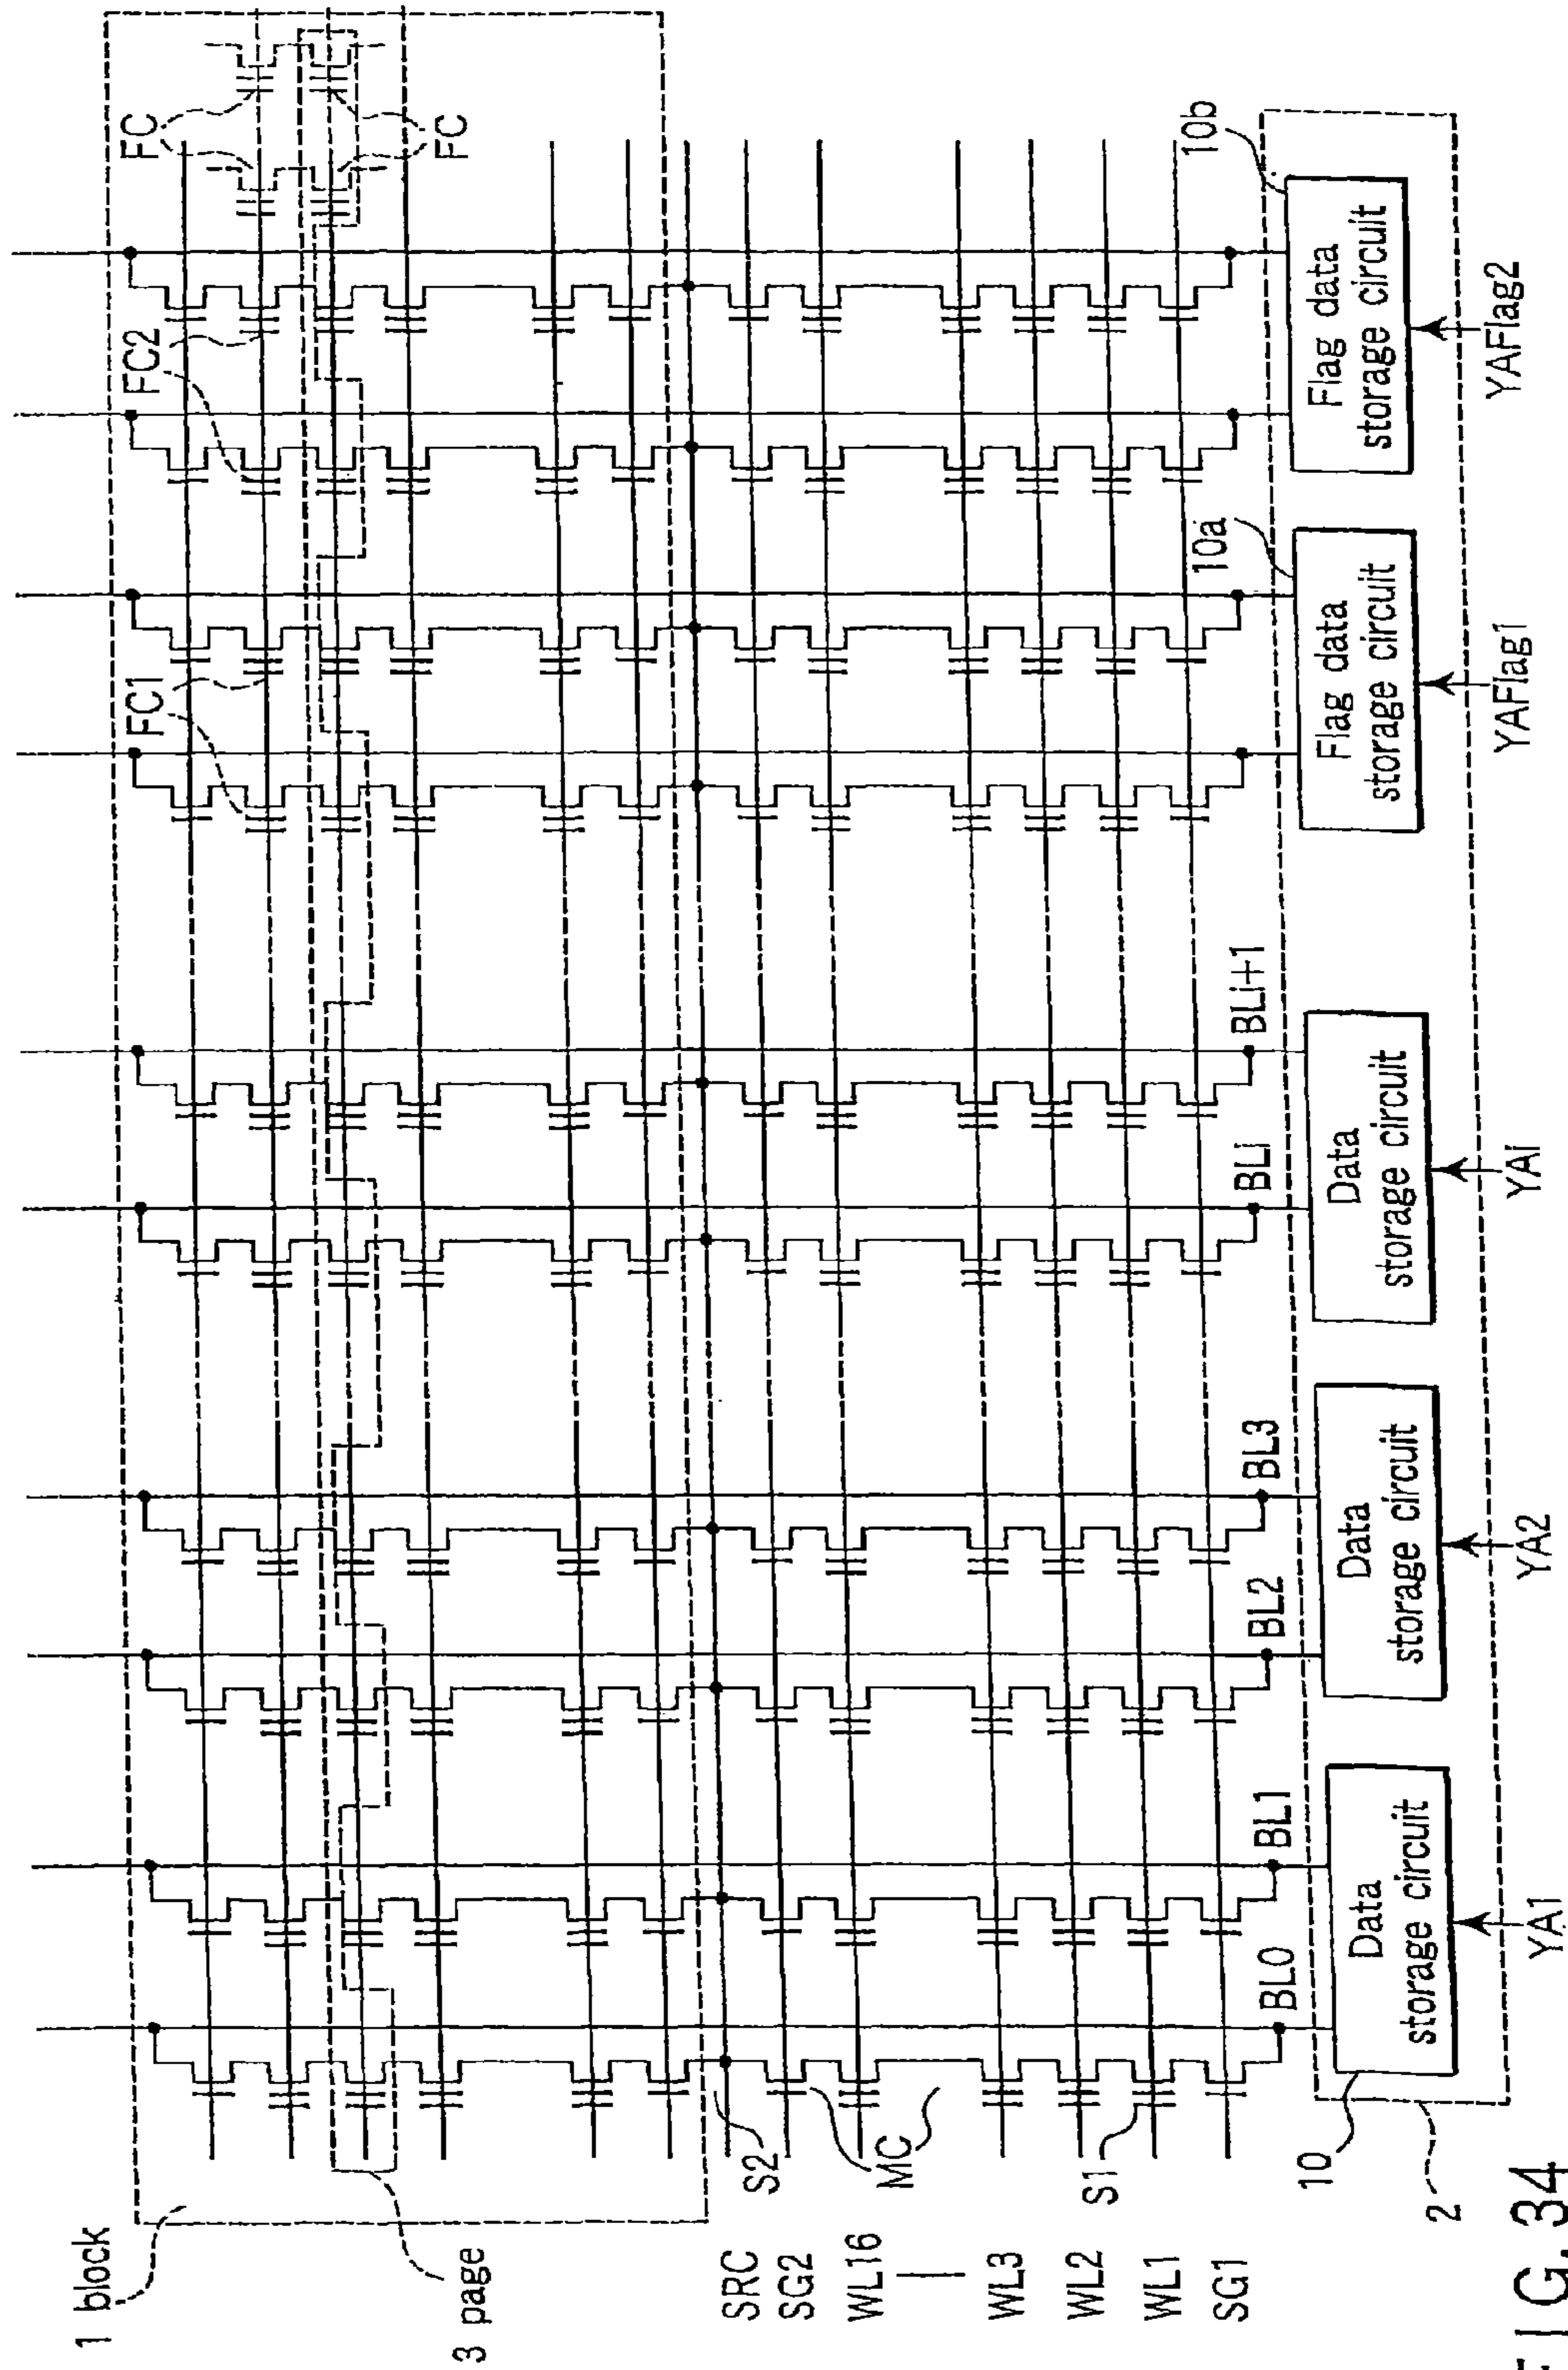 1 block
3 page
FC1
FC2
FC
FC
SRC
SG2
WL16
WL3
WL2
WL1
SG1
S2
MC
S1
BL0
BL1
BL2
BL3
BLi
BLi+1
10a
10b
10
2
Data
storage circuit
Data
storage circuit
Data
storage circuit
Flag data
storage circuit
Flag data
storage circuit
YA1
YA2
YAi
YAFlag1
YAFlag2
FIG. 34